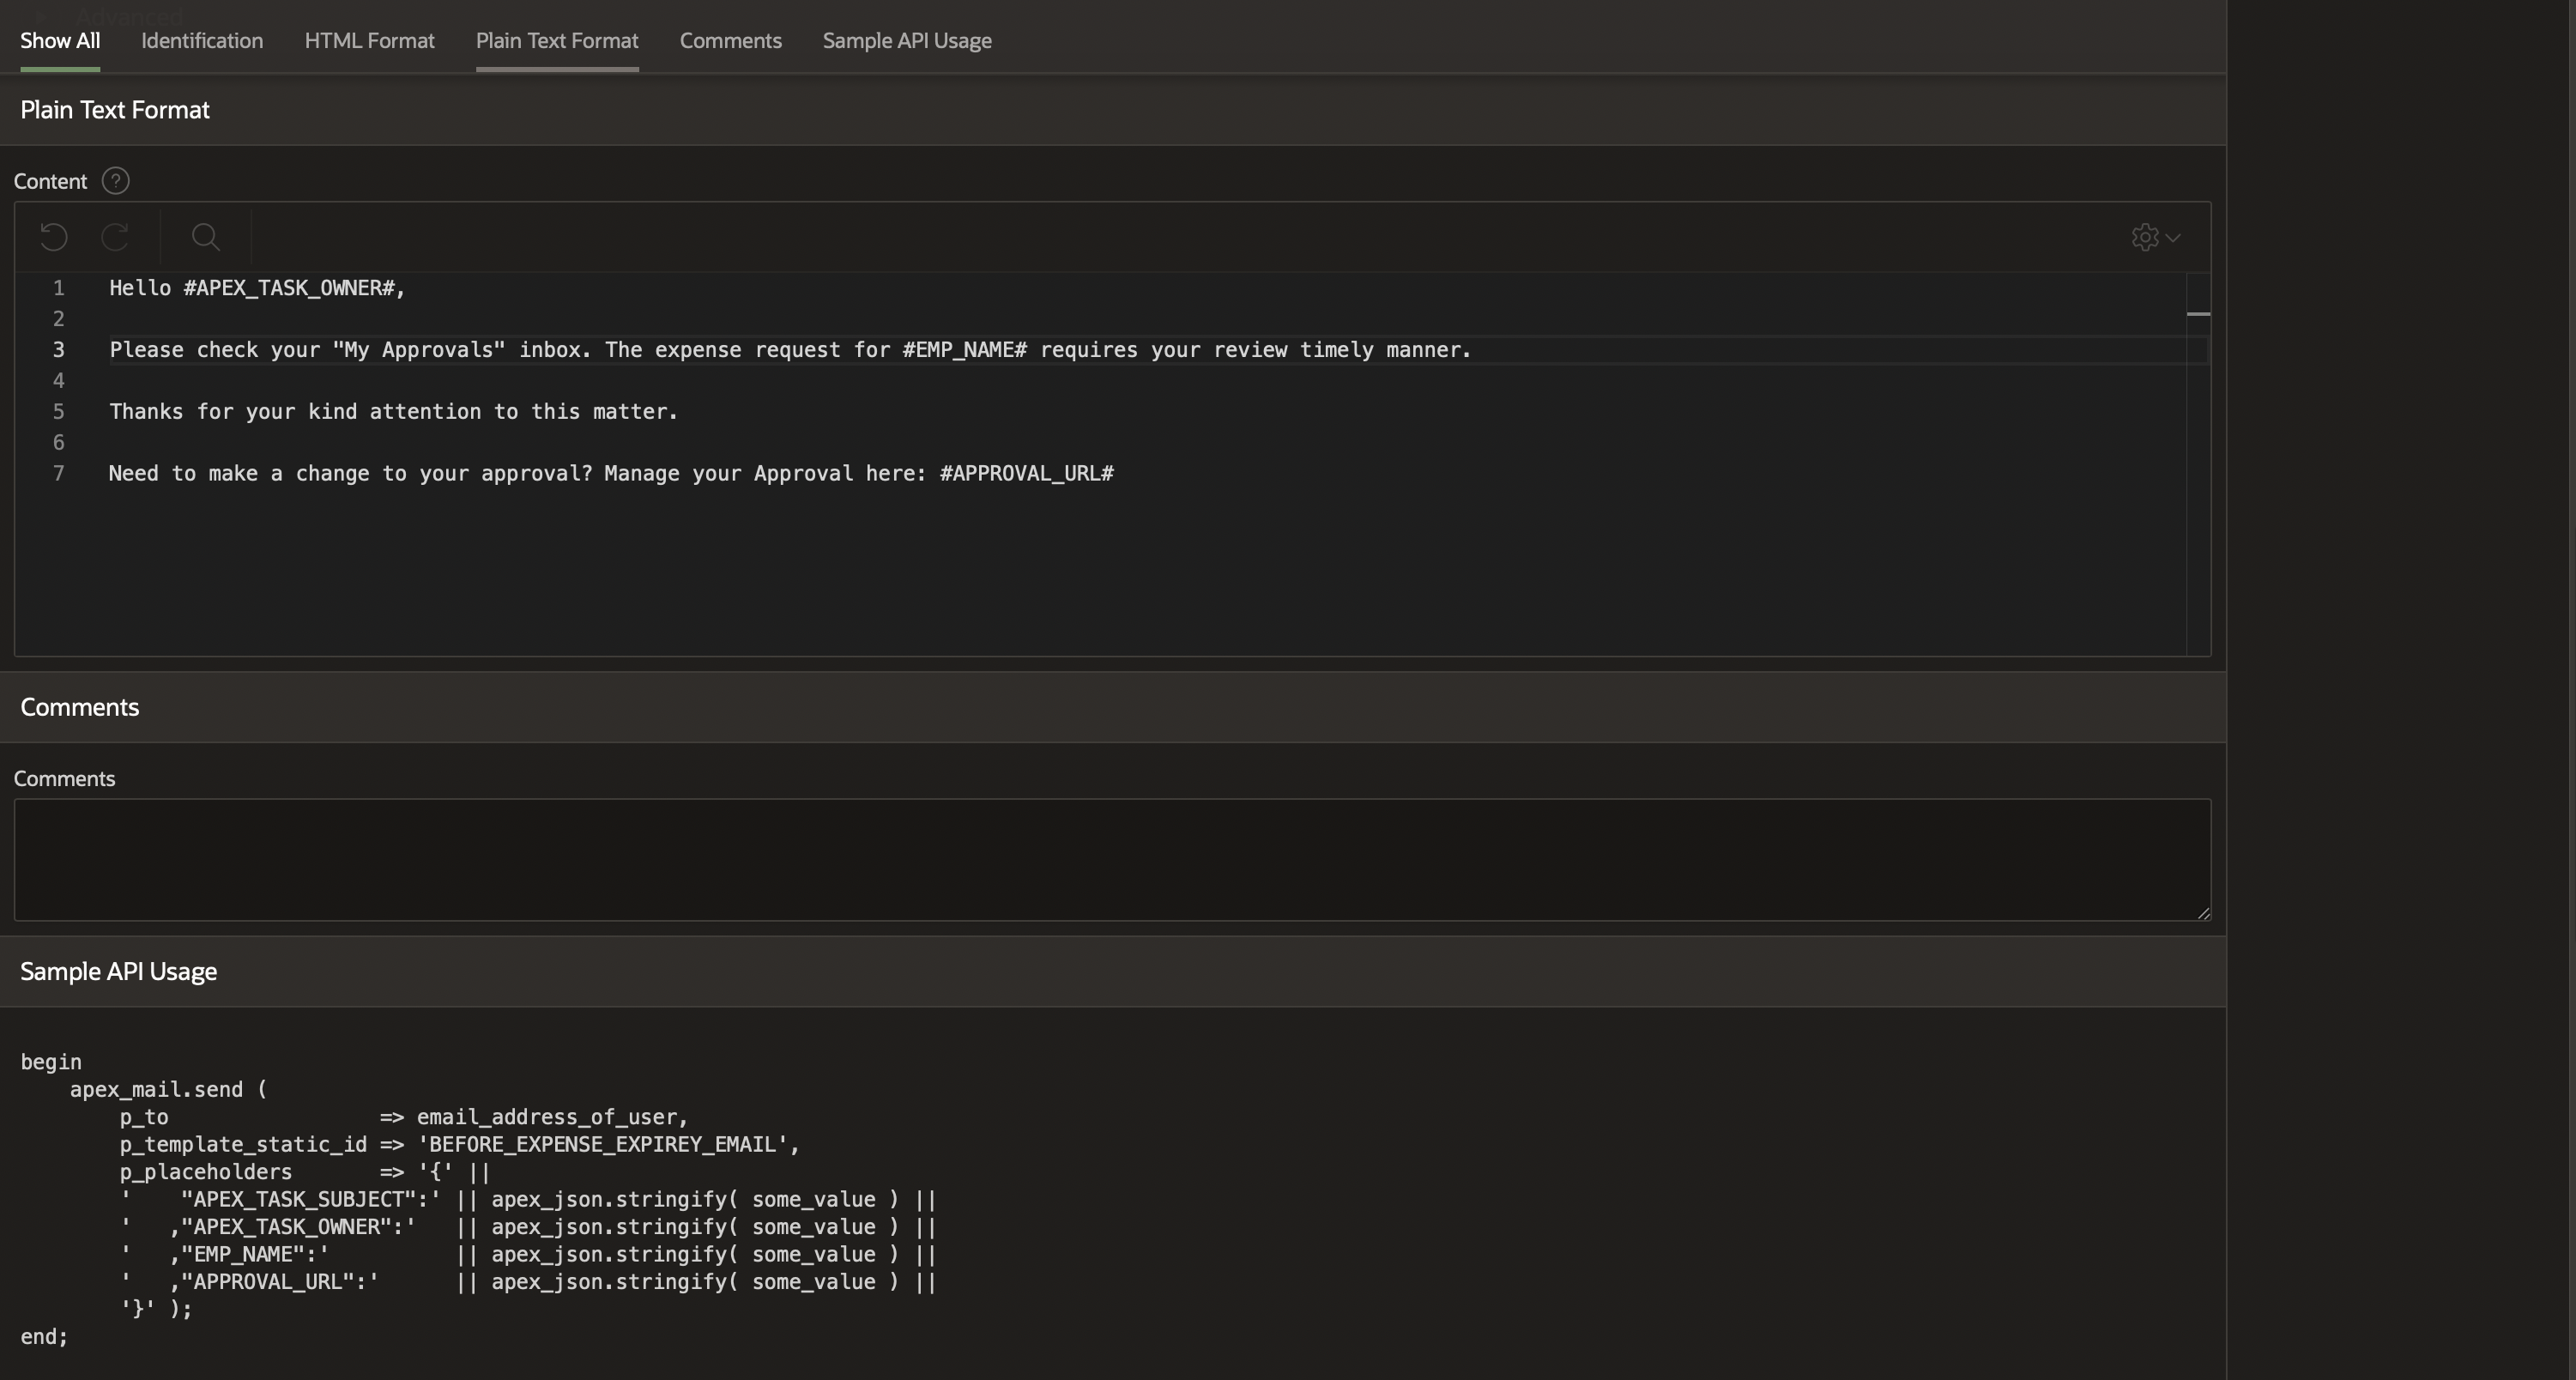 Advanced
Show All Identification HTML Format Plain Text Format Comments Sample API Usage
Plain Text Format
Content ?
1 Hello #APEX_TASK_OWNER#,
2
3 Please check your "My Approvals" inbox. The expense request for #EMP_NAME# requires your review timely manner.
4
5 Thanks for your kind attention to this matter.
6
7 Need to make a change to your approval? Manage your Approval here: #APPROVAL_URL#
Comments
Comments
Sample API Usage
begin
    apex_mail.send (
        p_to                 => email_address_of_user,
        p_template_static_id => 'BEFORE_EXPENSE_EXPIREY_EMAIL',
        p_placeholders       => '{' ||
        '    "APEX_TASK_SUBJECT":' || apex_json.stringify( some_value ) ||
        '   ,"APEX_TASK_OWNER":'   || apex_json.stringify( some_value ) ||
        '   ,"EMP_NAME":'          || apex_json.stringify( some_value ) ||
        '   ,"APPROVAL_URL":'      || apex_json.stringify( some_value ) ||
        '}' );
end;